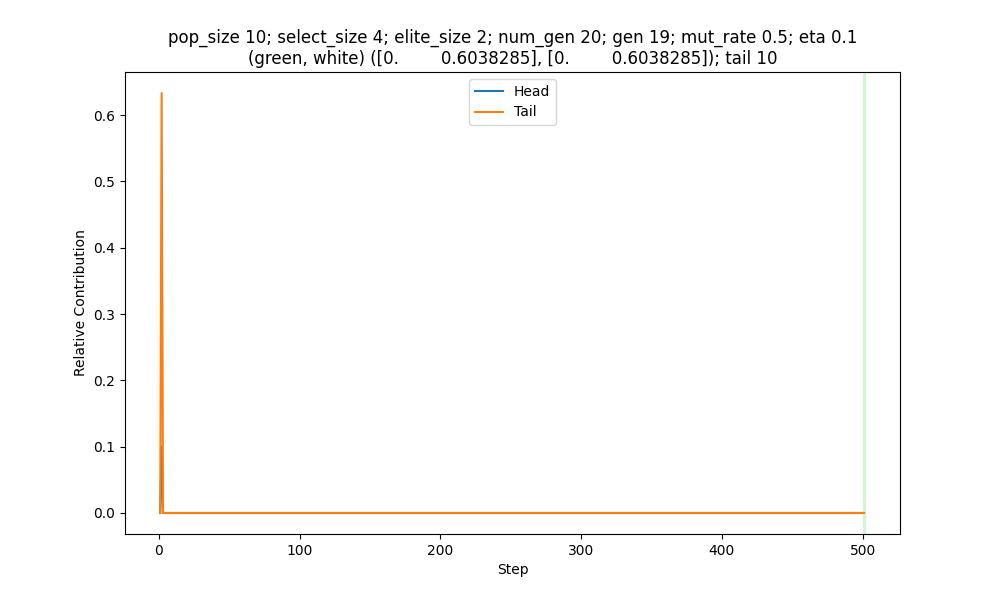 pop_size 10; select_size 4; elite_size 2; num_gen 20; gen 19; mut_rate 0.5; eta 0.1
(green, white) ([0.        0.6038285], [0.        0.6038285]); tail 10
Head
Tail
0.6
0.5
0.4
0.3
0.2
0.1
0.0
Relative Contribution
0 100 200 300 400 500
Step